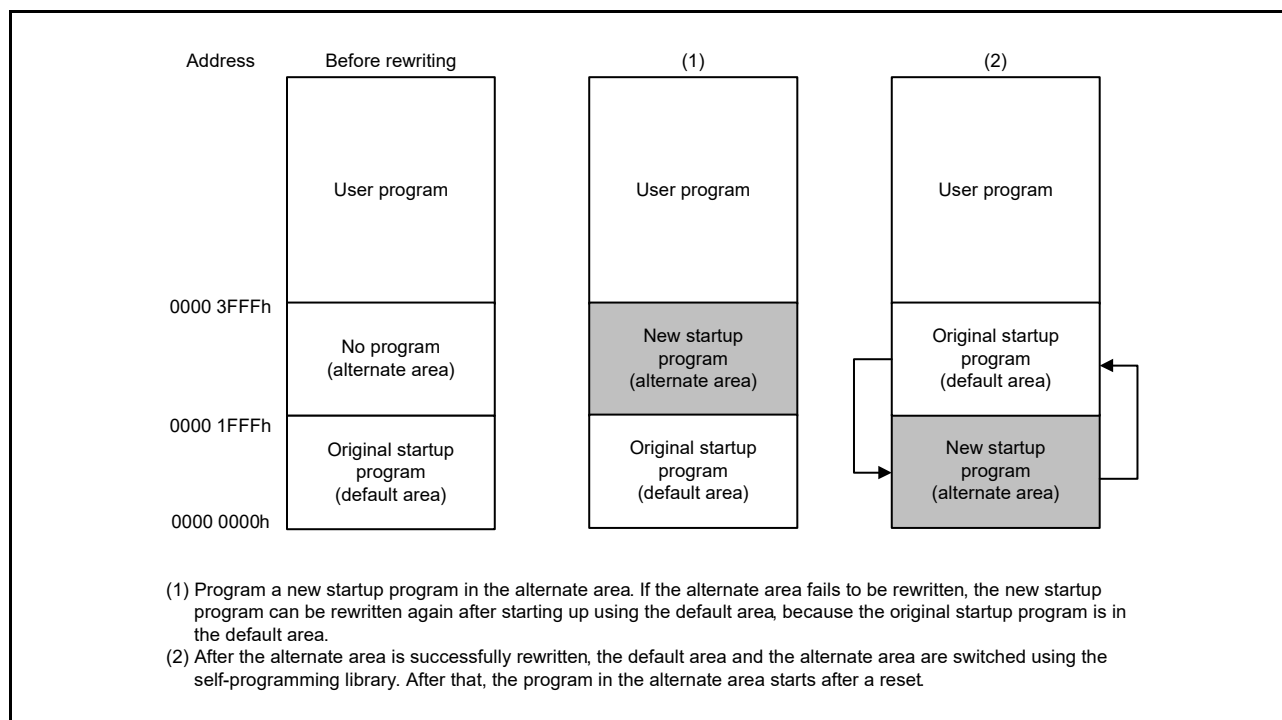 Address Before rewriting (1) (2)
User program User program User program
0000 3FFFh
No program
(alternate area)
New startup
program
(alternate area)
Original startup
program
(default area)
0000 1FFFh
Original startup
program
(default area)
Original startup
program
(default area)
New startup
program
(alternate area)
0000 0000h
(1) Program a new startup program in the alternate area. If the alternate area fails to be rewritten, the new startup
program can be rewritten again after starting up using the default area, because the original startup program is in
the default area.
(2) After the alternate area is successfully rewritten, the default area and the alternate area are switched using the
self-programming library. After that, the program in the alternate area starts after a reset.